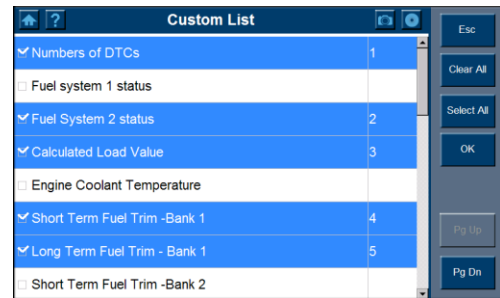 ? Custom List
Esc
Numbers of DTCs 1
Clear All
Fuel system 1 status
Fuel System 2 status 2
Select All
Calculated Load Value 3
OK
Engine Coolant Temperature
Short Term Fuel Trim -Bank 1 4
Pg Up
Long Term Fuel Trim - Bank 1 5
Pg Dn
Short Term Fuel Trim -Bank 2